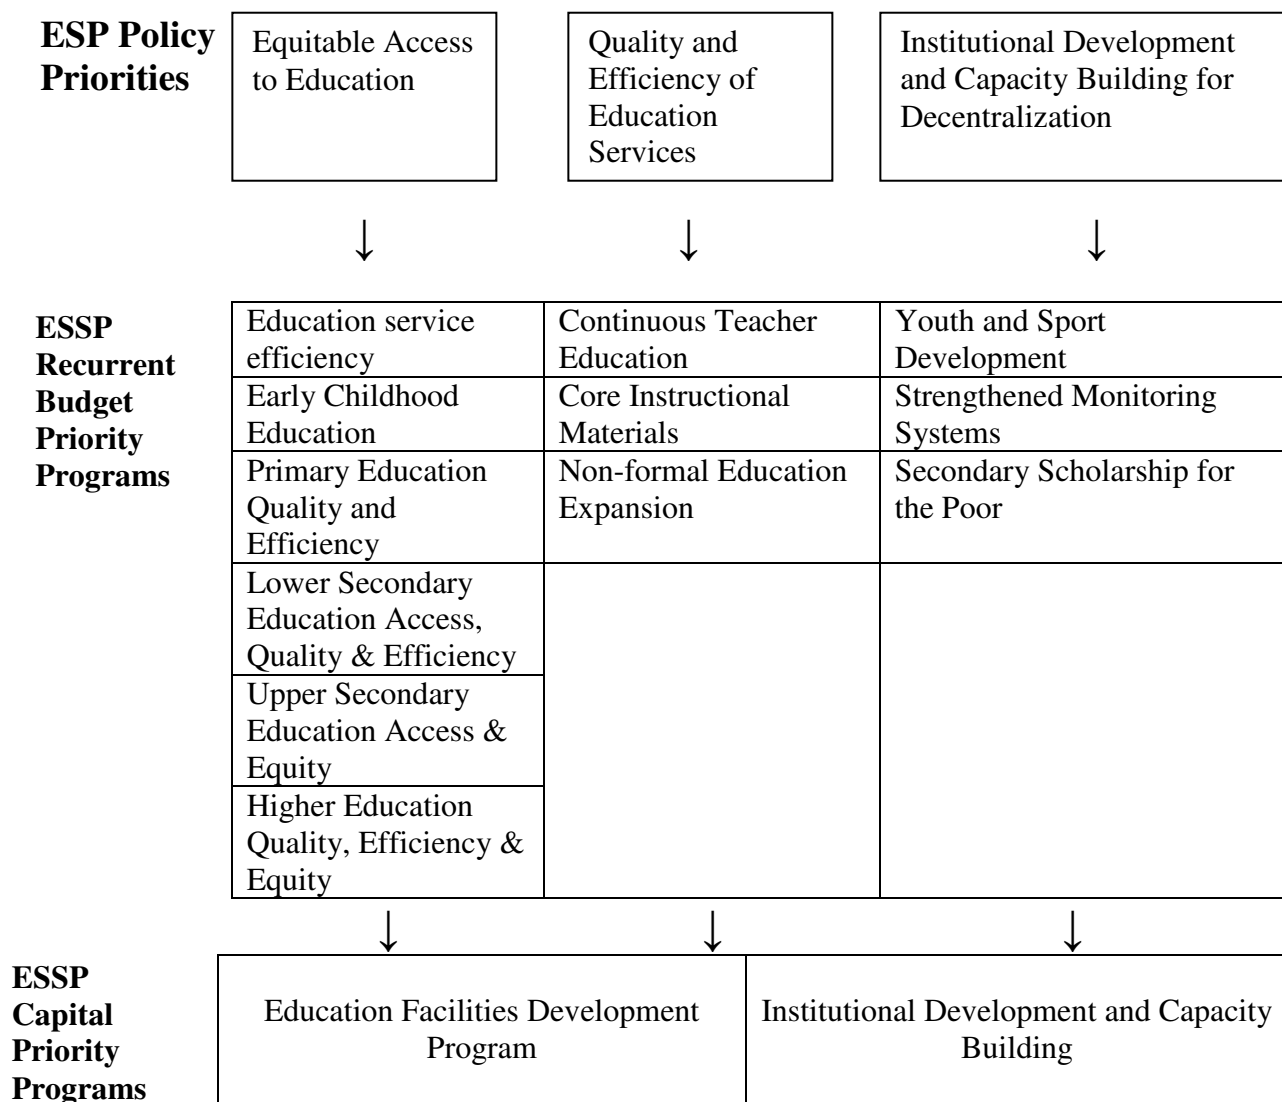 ESP Policy
Priorities
Equitable Access
to Education
Quality and
Efficiency of
Education
Services
Institutional Development
and Capacity Building for
Decentralization
↓
↓
↓
ESSP
Recurrent
Budget
Priority
Programs
Education service
efficiency
Continuous Teacher
Education
Youth and Sport
Development
Early Childhood
Education
Core Instructional
Materials
Strengthened Monitoring
Systems
Primary Education
Quality and
Efficiency
Non-formal Education
Expansion
Secondary Scholarship for
the Poor
Lower Secondary
Education Access,
Quality & Efficiency
Upper Secondary
Education Access &
Equity
Higher Education
Quality, Efficiency &
Equity
↓
↓
↓
ESSP
Capital
Priority
Programs
Education Facilities Development
Program
Institutional Development and Capacity
Building